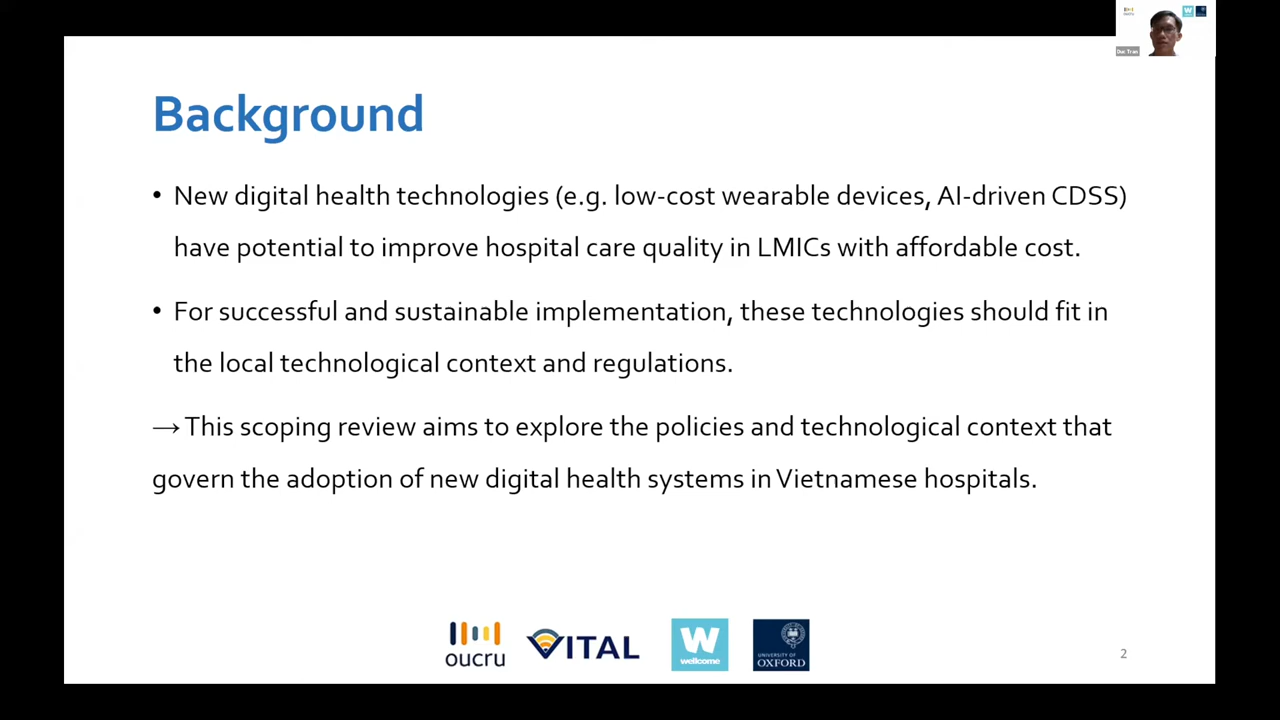 oucru
W
Duc Tran
Background
• New digital health technologies (e.g. low-cost wearable devices, AI-driven CDSS)
have potential to improve hospital care quality in LMICs with affordable cost.
• For successful and sustainable implementation, these technologies should fit in
the local technological context and regulations.
→ This scoping review aims to explore the policies and technological context that
govern the adoption of new digital health systems in Vietnamese hospitals.
oucru
VITAL
W
wellcome
UNIVERSITY OF
OXFORD
2